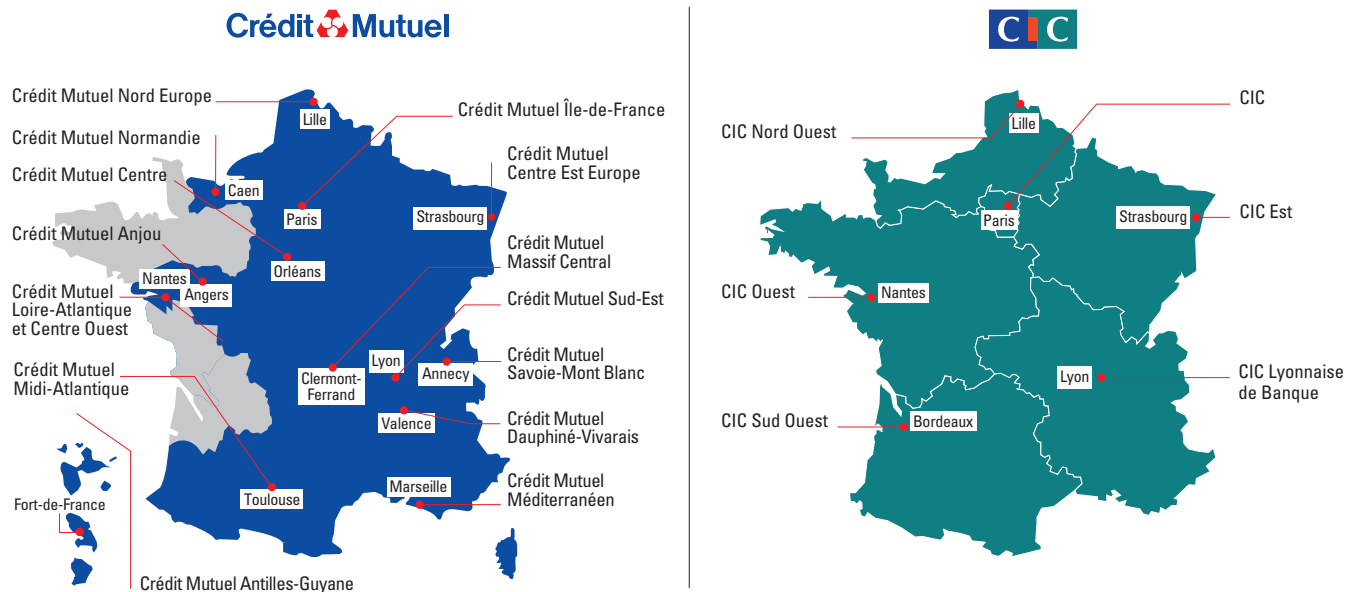 Crédit Mutuel
Crédit Mutuel Nord Europe
Crédit Mutuel Normandie
Crédit Mutuel Centre
Crédit Mutuel Anjou
Crédit Mutuel
Loire-Atlantique
et Centre Ouest
Crédit Mutuel
Midi-Atlantique
Fort-de-France
Crédit Mutuel Antilles-Guyane
Lille
Caen
Paris
Strasbourg
Orléans
Nantes
Angers
Lyon
Clermont-
Ferrand
Annecy
Valence
Marseille
Toulouse
Crédit Mutuel Île-de-France
Crédit Mutuel
Centre Est Europe
Crédit Mutuel
Massif Central
Crédit Mutuel Sud-Est
Crédit Mutuel
Savoie-Mont Blanc
Crédit Mutuel
Dauphiné-Vivarais
Crédit Mutuel
Méditerranéen
CIC
CIC Nord Ouest
CIC Ouest
CIC Sud Ouest
Lille
Paris
Strasbourg
Nantes
Lyon
Bordeaux
CIC
CIC Est
CIC Lyonnaise
de Banque